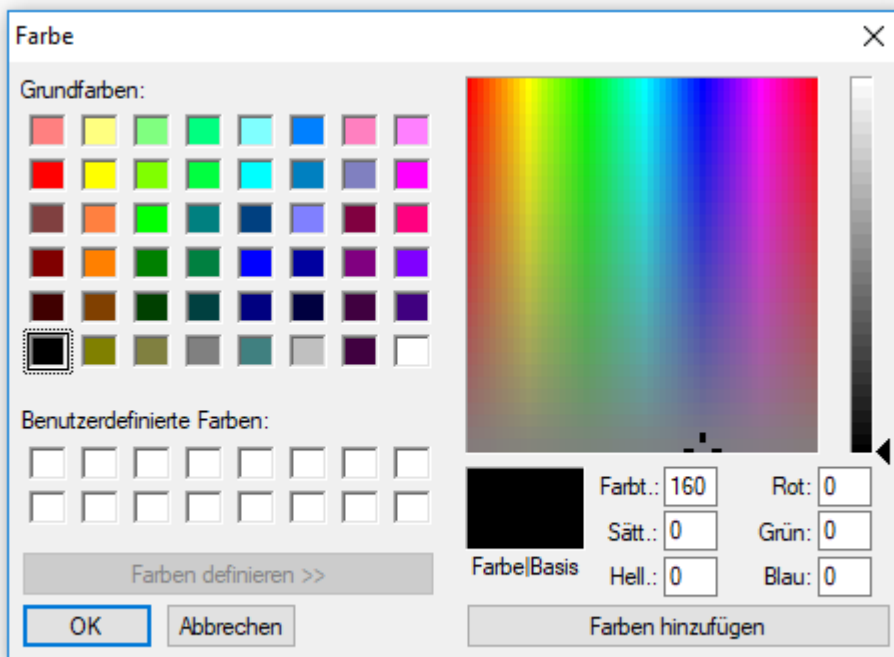 Farbe
Grundfarben:
Benutzerdefinierte Farben:
Farben definieren >>
OK Abbrechen
Farbe|Basis
Farbt.: 160 Rot: 0
Sätt.: 0 Grün: 0
Hell.: 0 Blau: 0
Farben hinzufügen